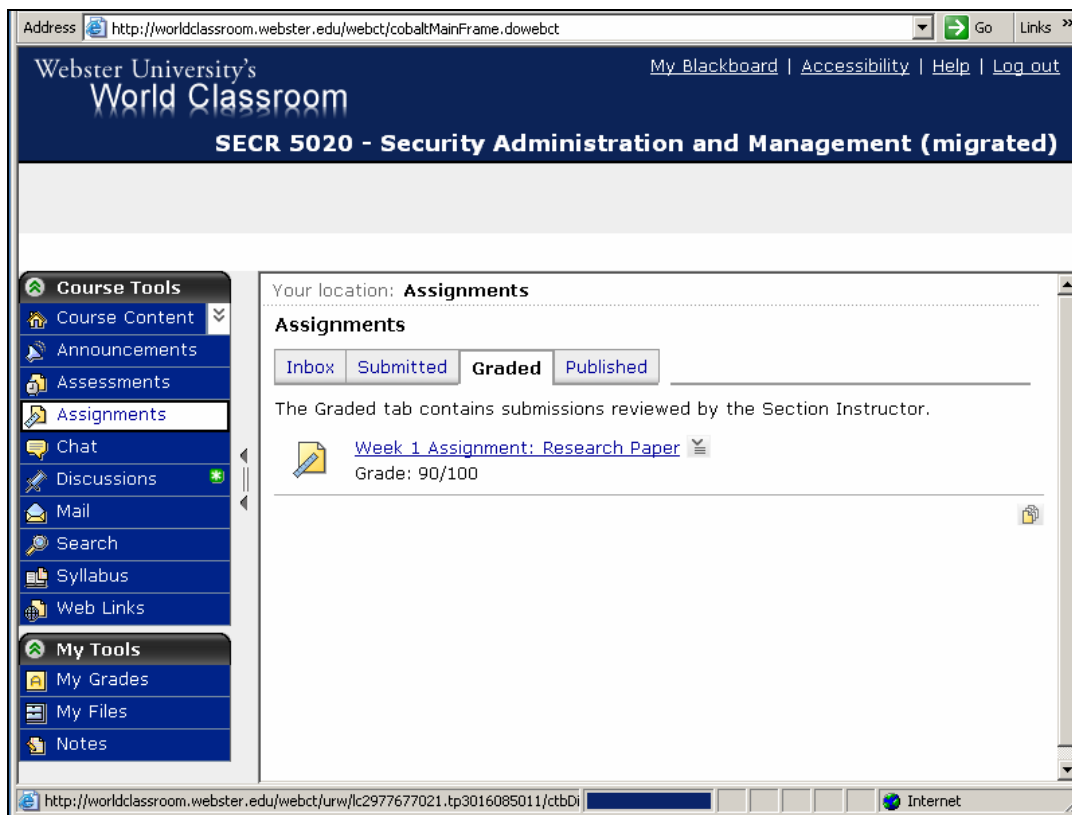 Address http://worldclassroom.webster.edu/webct/cobaltMainFrame.dowebct Go Links »
Webster University's
World Classroom
My Blackboard | Accessibility | Help | Log out
SECR 5020 - Security Administration and Management (migrated)
Course Tools
Course Content
Announcements
Assessments
Assignments
Chat
Discussions
Mail
Search
Syllabus
Web Links
My Tools
My Grades
My Files
Notes
Your location: Assignments
Assignments
Inbox Submitted Graded Published
The Graded tab contains submissions reviewed by the Section Instructor.
Week 1 Assignment: Research Paper
Grade: 90/100
http://worldclassroom.webster.edu/webct/urw/lc2977677021.tp3016085011/ctbDi Internet